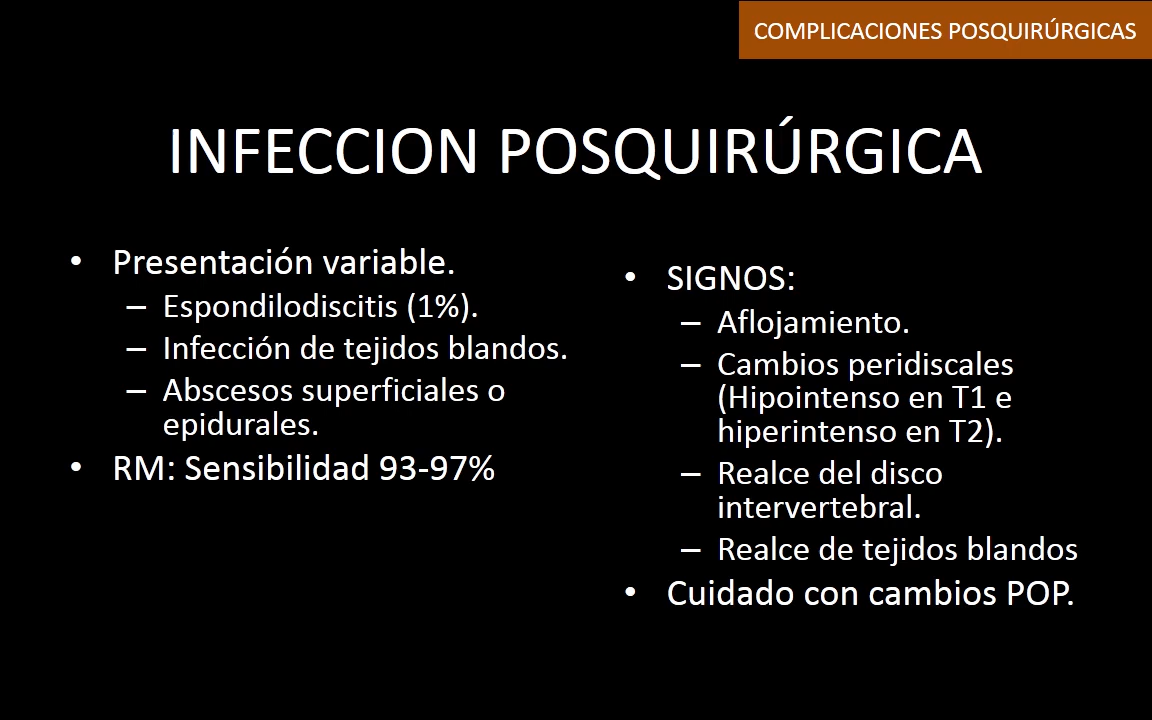 COMPLICACIONES POSQUIRÚRGICAS
INFECCION POSQUIRÚRGICA
• Presentación variable.
– Espondilodiscitis (1%).
– Infección de tejidos blandos.
– Abscesos superficiales o
epidurales.
• RM: Sensibilidad 93-97%
• SIGNOS:
– Aflojamiento.
– Cambios peridiscales
(Hipointenso en T1 e
hiperintenso en T2).
– Realce del disco
intervertebral.
– Realce de tejidos blandos
• Cuidado con cambios POP.